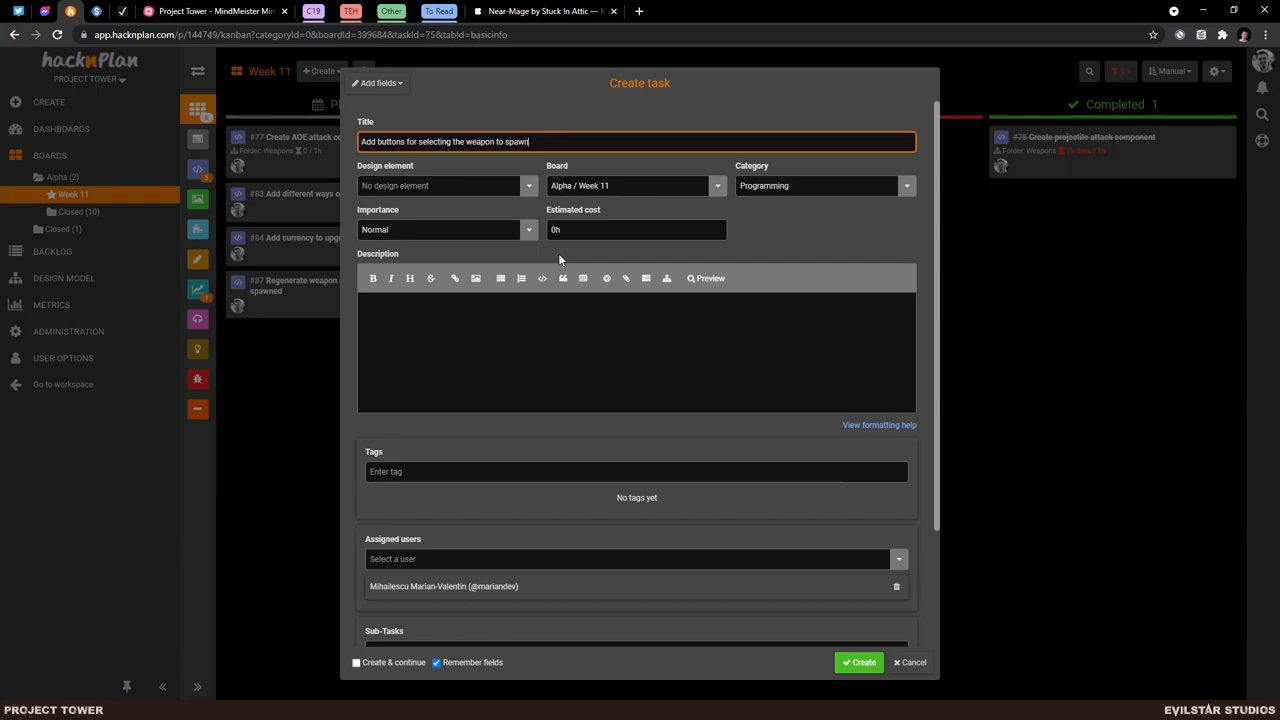 Project Tower - MindMeister Mi
C19
TEH
Other
To Read
Near-Mage by Stuck In Attic — K
app.hacknplan.com/p/144749/kanban?categoryId=0&boardId=399684&taskId=75&tabId=basicinfo
hacknPlan
PROJECT TOWER
Week 11
+ Create
Add fields
Create task
Manual
CREATE
DASHBOARDS
BOARDS
Alpha (2)
Week 11
Closed (10)
Closed (1)
BACKLOG
DESIGN MODEL
METRICS
ADMINISTRATION
USER OPTIONS
Go to workspace
#77 Create AOE attack co
Folder: Weapons 0 / 1h
#83 Add different ways o
#84 Add currency to upg
#87 Regenerate weapon
spawned
Title
Add buttons for selecting the weapon to spawn
Design element
Board
Category
No design element
Alpha / Week 11
Programming
Importance
Estimated cost
Normal
0h
Description
B I H S
Preview
View formatting help
Tags
Enter tag
No tags yet
Assigned users
Select a user
Mihailescu Marian-Valentin (@mariandev)
Sub-Tasks
Create & continue
Remember fields
Create
Cancel
Completed 1
#75 Create projectile attack component
Folder: Weapons
PROJECT TOWER
EVILSTAR STUDIOS